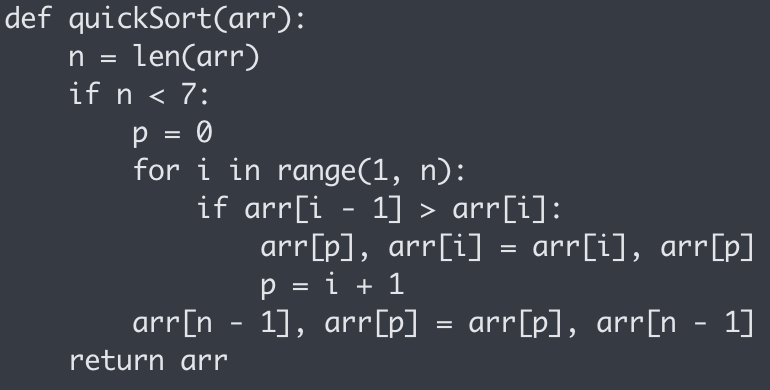 def quickSort(arr):
    n = len(arr)
    if n < 7:
        p = 0
        for i in range(1, n):
            if arr[i - 1] > arr[i]:
                arr[p], arr[i] = arr[i], arr[p]
                p = i + 1
        arr[n - 1], arr[p] = arr[p], arr[n - 1]
    return arr